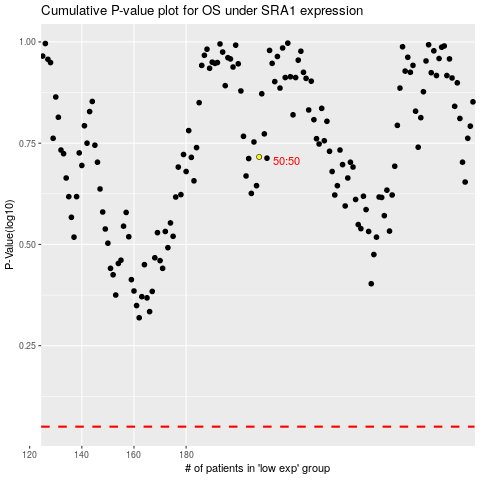 Cumulative P-value plot for OS under SRA1 expression
P-Value(log10)
1.00
0.75
0.50
0.25
50:50
120 140 160 180
# of patients in 'low exp' group